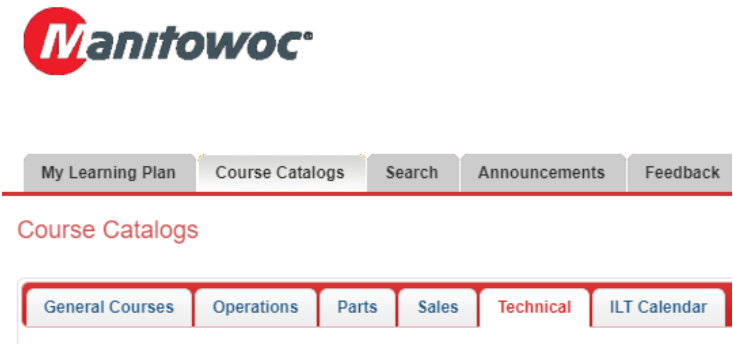 Manitowoc®
My Learning Plan Course Catalogs Search Announcements Feedback
Course Catalogs
General Courses Operations Parts Sales Technical ILT Calendar